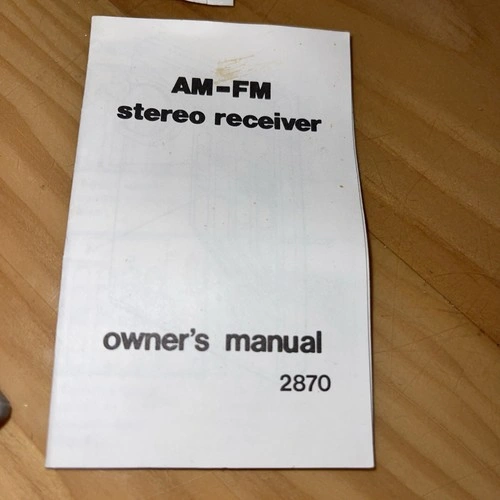 AM-FM
stereo receiver
owner's manual
2870